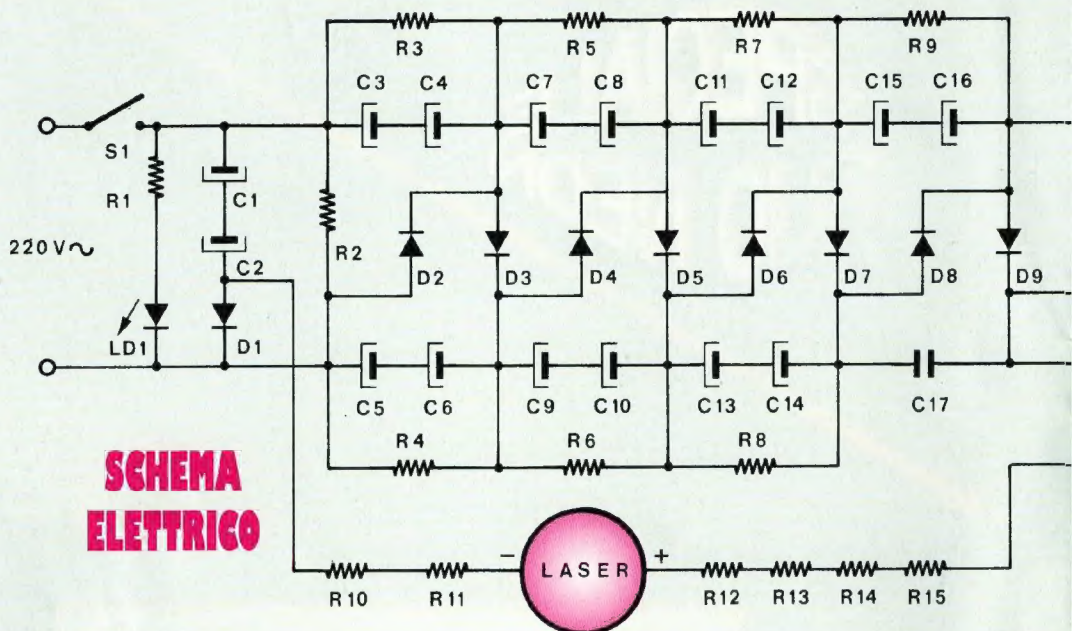 R3 R5 R7 R9
C3 C4 C7 C8 C11 C12 C15 C16
S1
R1 C1
220 V~ C2 R2
D2 D3 D4 D5 D6 D7 D8 D9
LD1 D1
C5 C6 C9 C10 C13 C14 C17
R4 R6 R8
SCHEMA
ELETTRICO
- LASER +
R10 R11 R12 R13 R14 R15